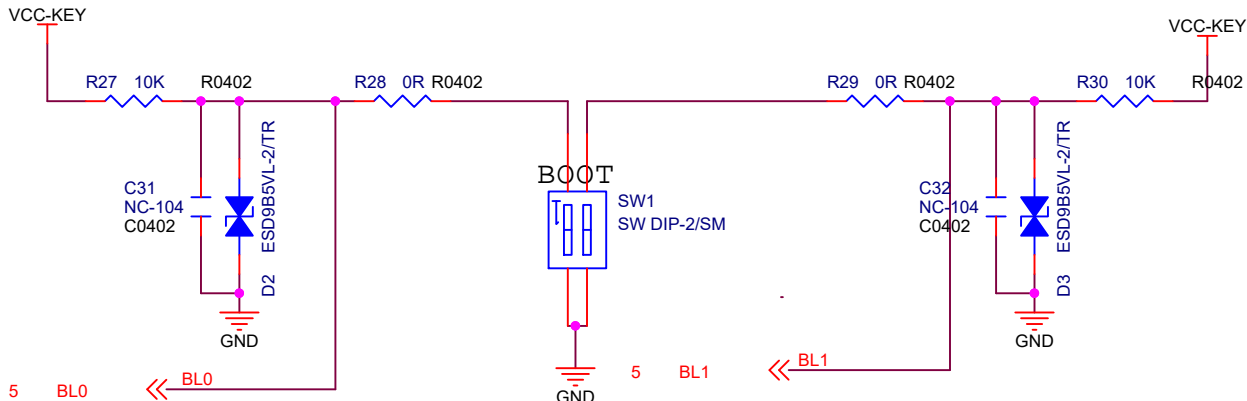 VCC-KEY
VCC-KEY
R27 10K R0402
R28 0R R0402
R29 0R R0402
R30 10K R0402
C31
NC-104
C0402
ESD9B5VL-2/TR
D2
GND
BOOT
SW1
SW DIP-2/SM
GND
C32
NC-104
C0402
ESD9B5VL-2/TR
D3
GND
5 BL0 BL0
5 BL1 BL1